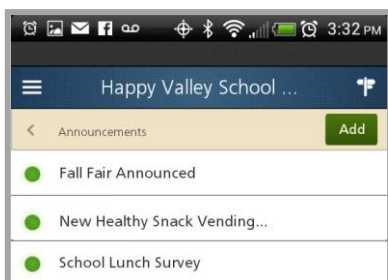 3:32 PM
Happy Valley School ...
Announcements
Add
Fall Fair Announced
New Healthy Snack Vending...
School Lunch Survey